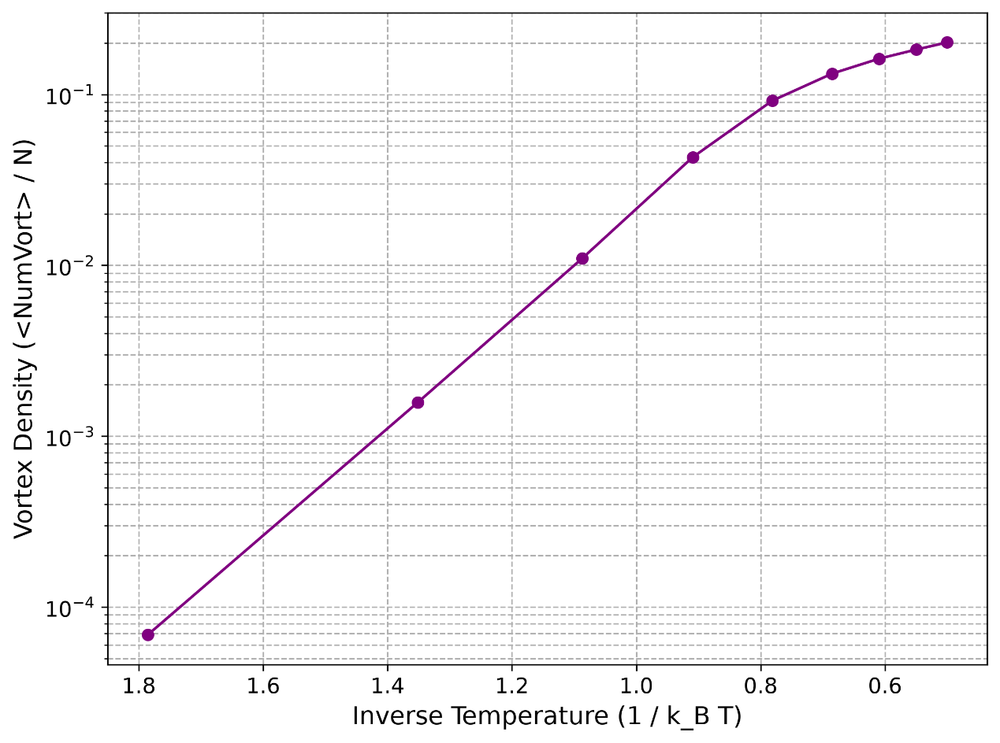 Vortex Density (<NumVort> / N)
10⁻¹
10⁻²
10⁻³
10⁻⁴
1.8 1.6 1.4 1.2 1.0 0.8 0.6
Inverse Temperature (1 / k_B T)